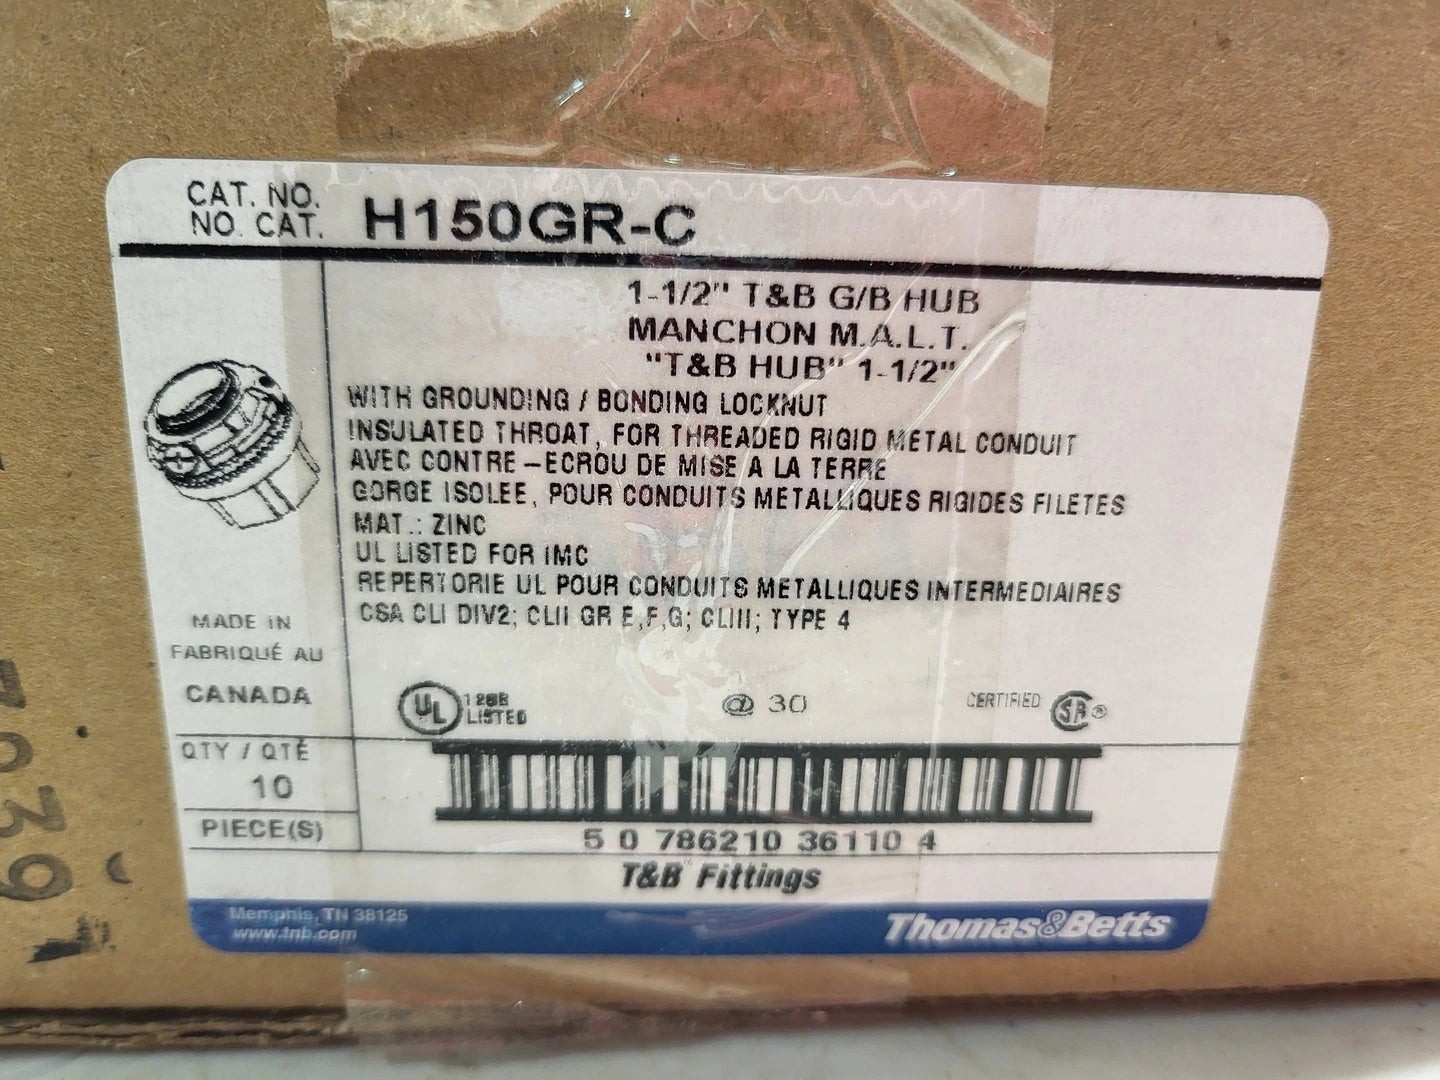 CAT. NO.
NO. CAT.
H150GR-C
1-1/2" T&B G/B HUB
MANCHON M.A.L.T.
"T&B HUB" 1-1/2"
WITH GROUNDING / BONDING LOCKNUT
INSULATED THROAT, FOR THREADED RIGID METAL CONDUIT
AVEC CONTRE-ECROU DE MISE A LA TERRE
GORGE ISOLEE, POUR CONDUITS METALLIQUES RIGIDES FILETES
MAT.: ZINC
UL LISTED FOR IMC
REPERTORIE UL POUR CONDUITS METALLIQUES INTERMEDIAIRES
CSA CLI DIV2; CLII GR E,F,G; CLIII; TYPE 4
MADE IN
FABRIQUÉ AU
CANADA
UL
LISTED
@ 30
CERTIFIED SA ®
QTY / QTÉ
10
PIECE(S)
5 0 786210 36110 4
T&B Fittings
Memphis, TN 38125
www.tnb.com
Thomas&Betts